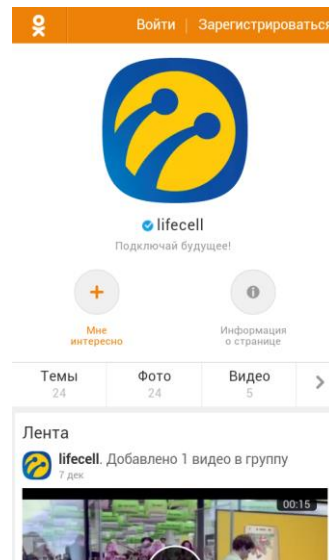 Войти | Зарегистрироваться
lifecell
Подключай будущее!
Мне
интересно
Информация
о странице
Темы
24
Фото
24
Видео
5
Лента
lifecell. Добавлено 1 видео в группу
7 дек
00:15